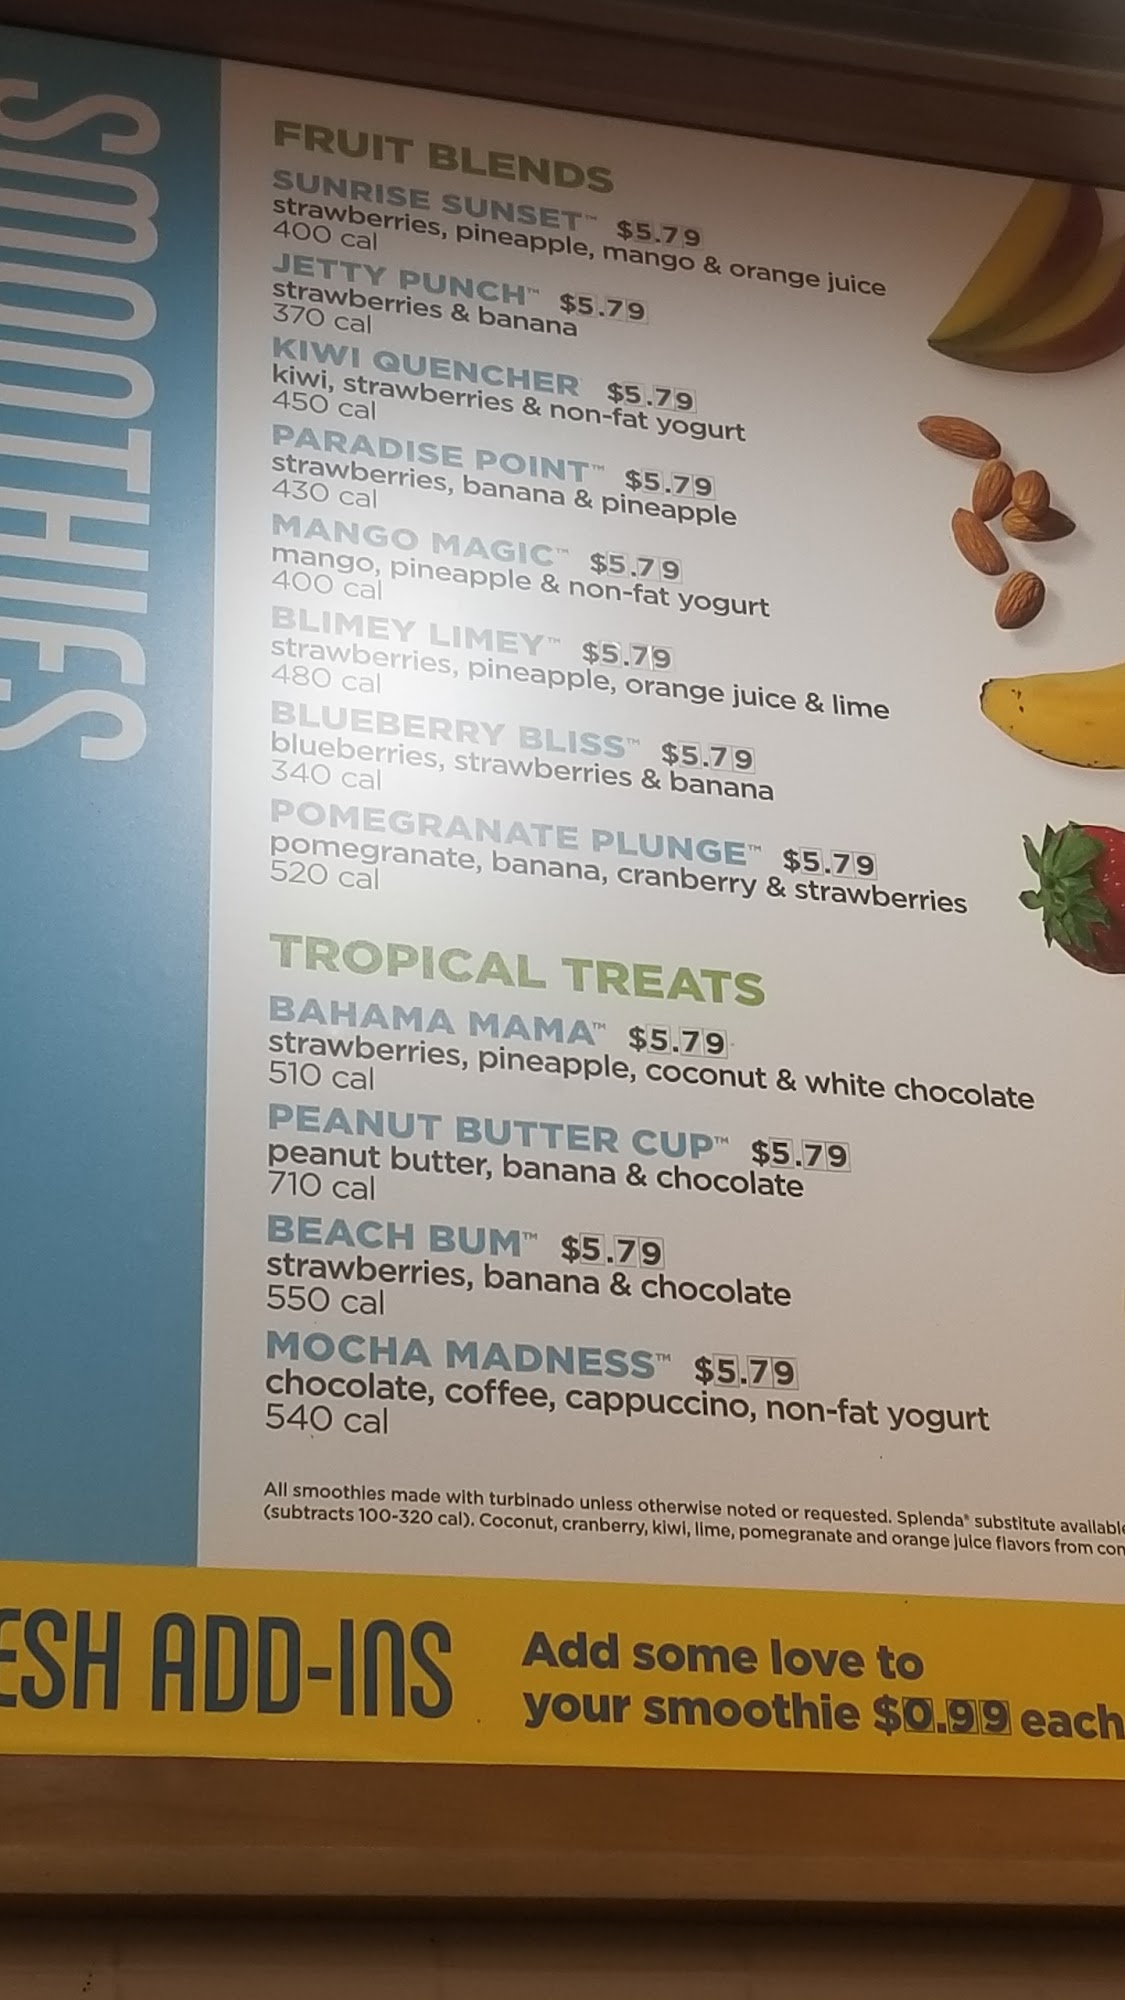 SMOOTHIES
FRUIT BLENDS
SUNRISE SUNSET™ $5.79
strawberries, pineapple, mango & orange juice
400 cal
JETTY PUNCH™ $5.79
strawberries & banana
370 cal
KIWI QUENCHER $5.79
kiwi, strawberries & non-fat yogurt
450 cal
PARADISE POINT™ $5.79
strawberries, banana & pineapple
430 cal
MANGO MAGIC™ $5.79
mango, pineapple & non-fat yogurt
400 cal
BLIMEY LIMEY™ $5.79
strawberries, pineapple, orange juice & lime
480 cal
BLUEBERRY BLISS™ $5.79
blueberries, strawberries & banana
340 cal
POMEGRANATE PLUNGE™ $5.79
pomegranate, banana, cranberry & strawberries
520 cal
TROPICAL TREATS
BAHAMA MAMA™ $5.79
strawberries, pineapple, coconut & white chocolate
510 cal
PEANUT BUTTER CUP™ $5.79
peanut butter, banana & chocolate
710 cal
BEACH BUM™ $5.79
strawberries, banana & chocolate
550 cal
MOCHA MADNESS™ $5.79
chocolate, coffee, cappuccino, non-fat yogurt
540 cal
All smoothies made with turbinado unless otherwise noted or requested. Splenda® substitute available
(subtracts 100-320 cal). Coconut, cranberry, kiwi, lime, pomegranate and orange juice flavors from con
ESH ADD-INS
Add some love to
your smoothie $0.99 each